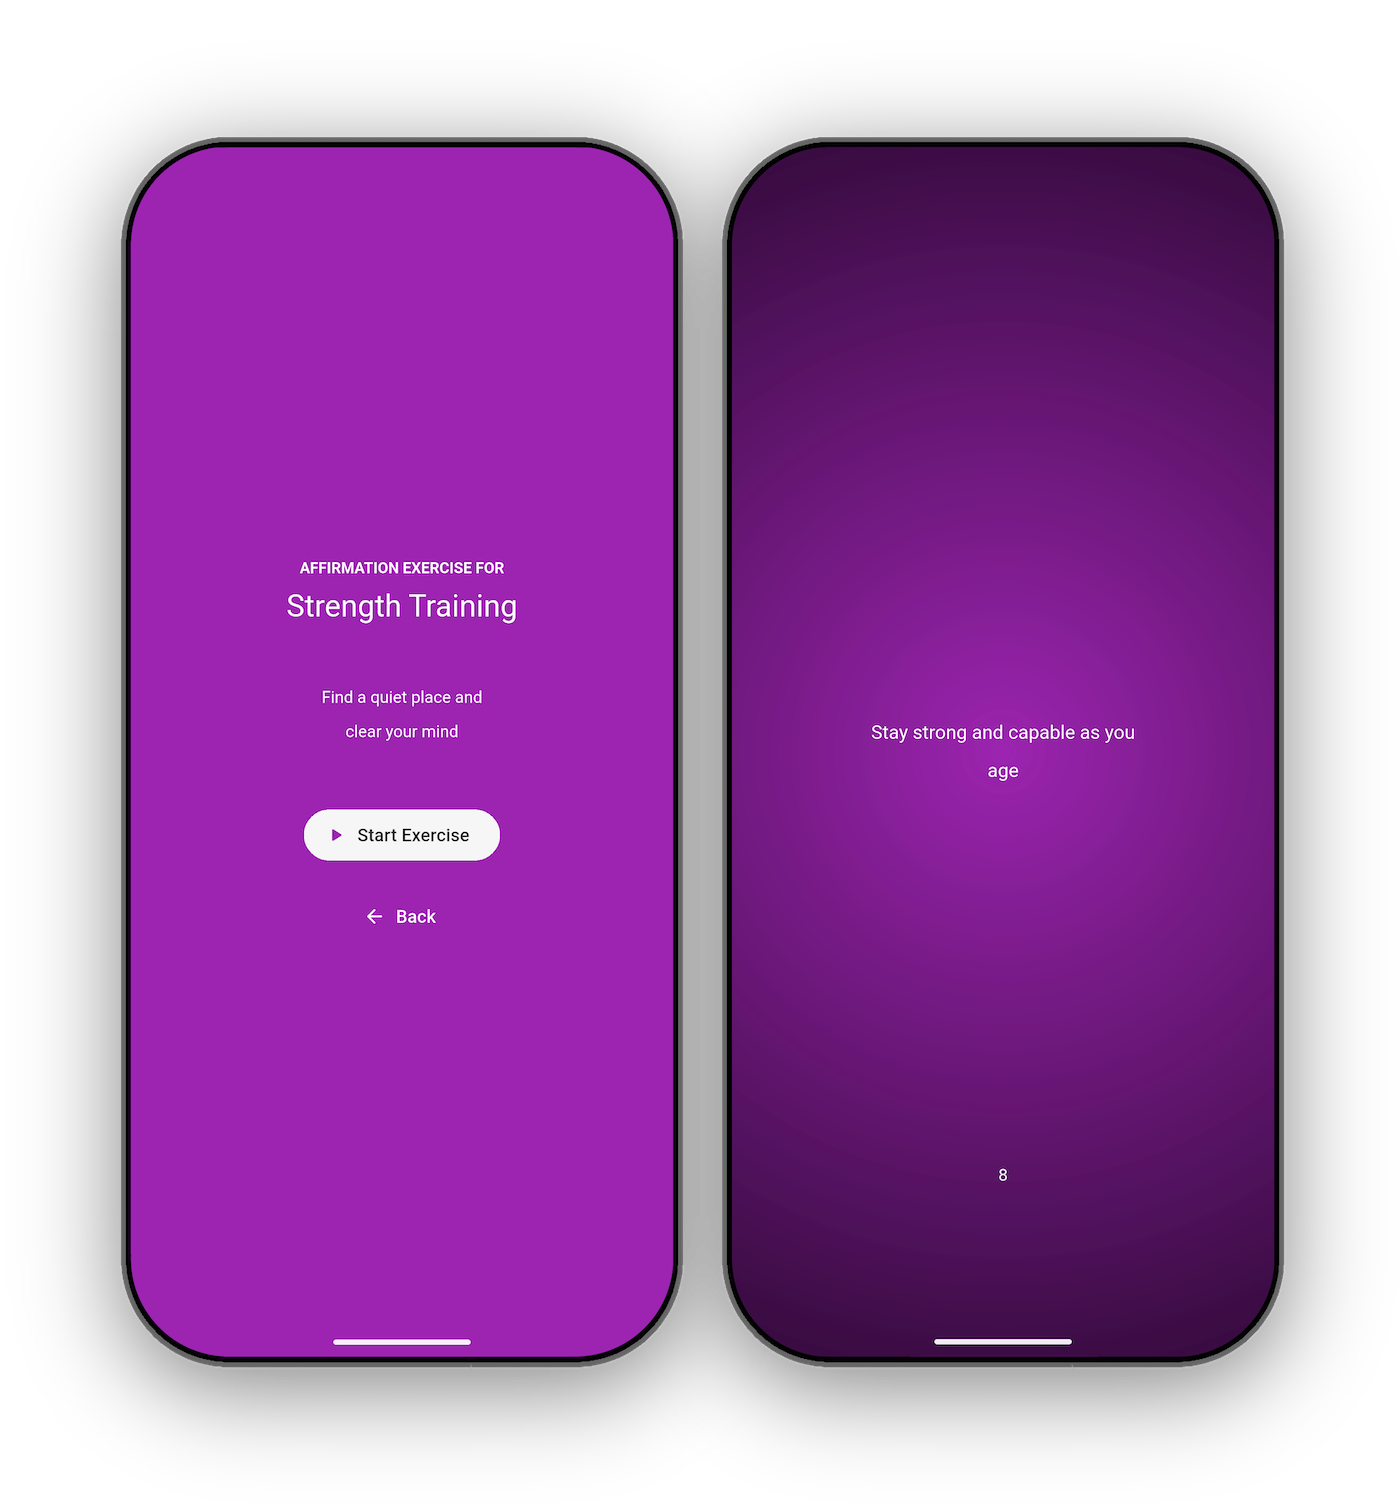 AFFIRMATION EXERCISE FOR
Strength Training
Find a quiet place and
clear your mind
Start Exercise
Back
Stay strong and capable as you
age
8